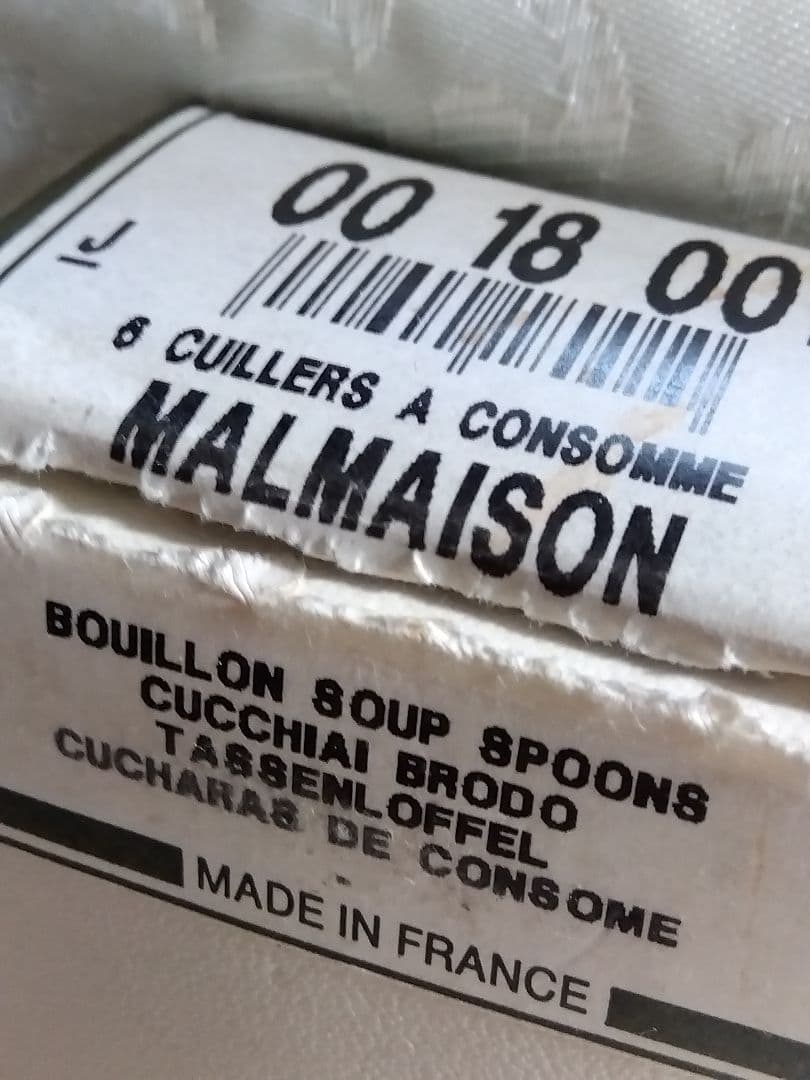 00 18 00
J
6 CUILLERS A CONSOMME
MALMAISON
BOUILLON SOUP SPOONS
CUCCHIAI BRODO
TASSENLOFFEL
CUCHARAS DE CONSOME
MADE IN FRANCE